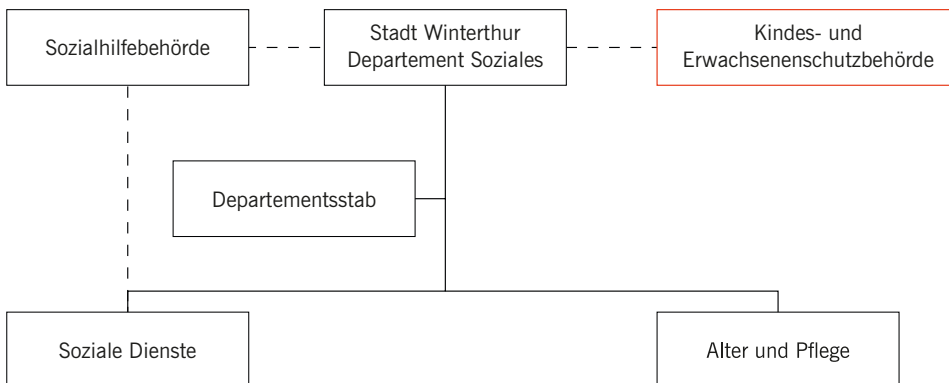 Sozialhilfebehörde
Stadt Winterthur
Departement Soziales
Kindes- und
Erwachsenenschutzbehörde
Departementsstab
Soziale Dienste
Alter und Pflege